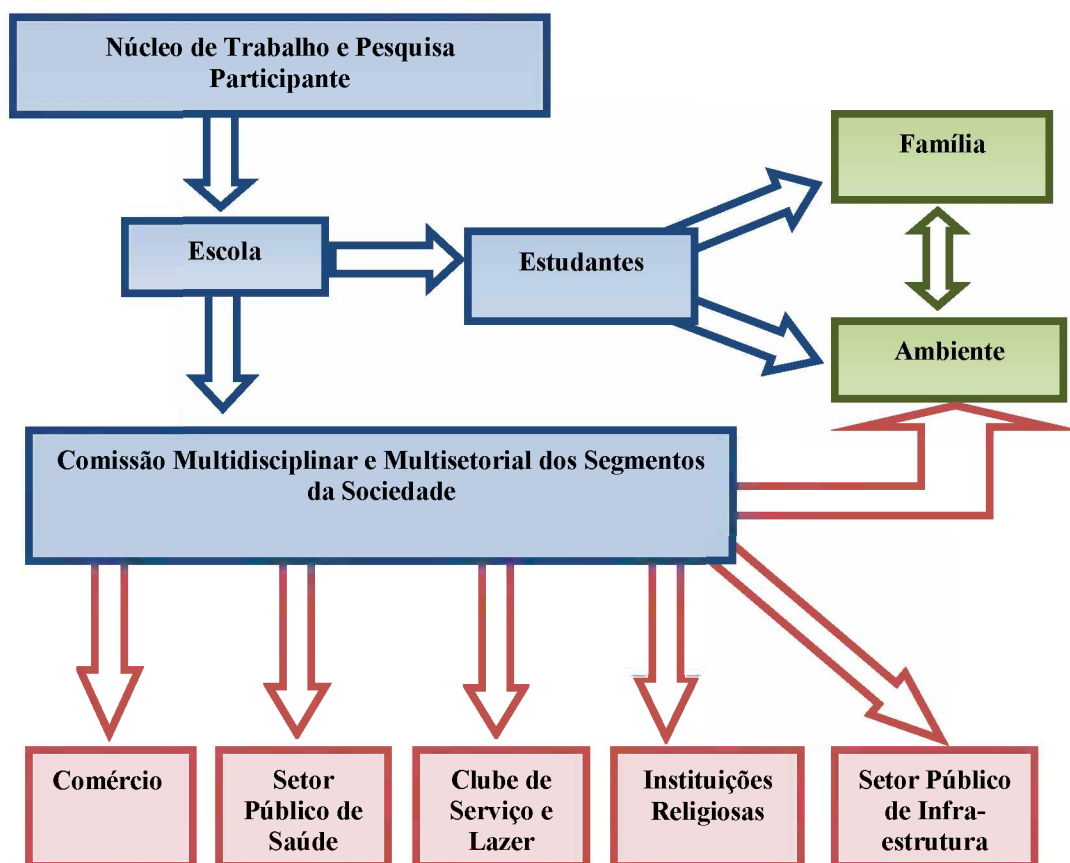 Núcleo de Trabalho e Pesquisa
Participante
Família
Escola
Estudantes
Ambiente
Comissão Multidisciplinar e Multisetorial dos Segmentos
da Sociedade
Comércio
Setor
Público de
Saúde
Clube de
Serviço e
Lazer
Instituições
Religiosas
Setor Público
de Infra-
estrutura